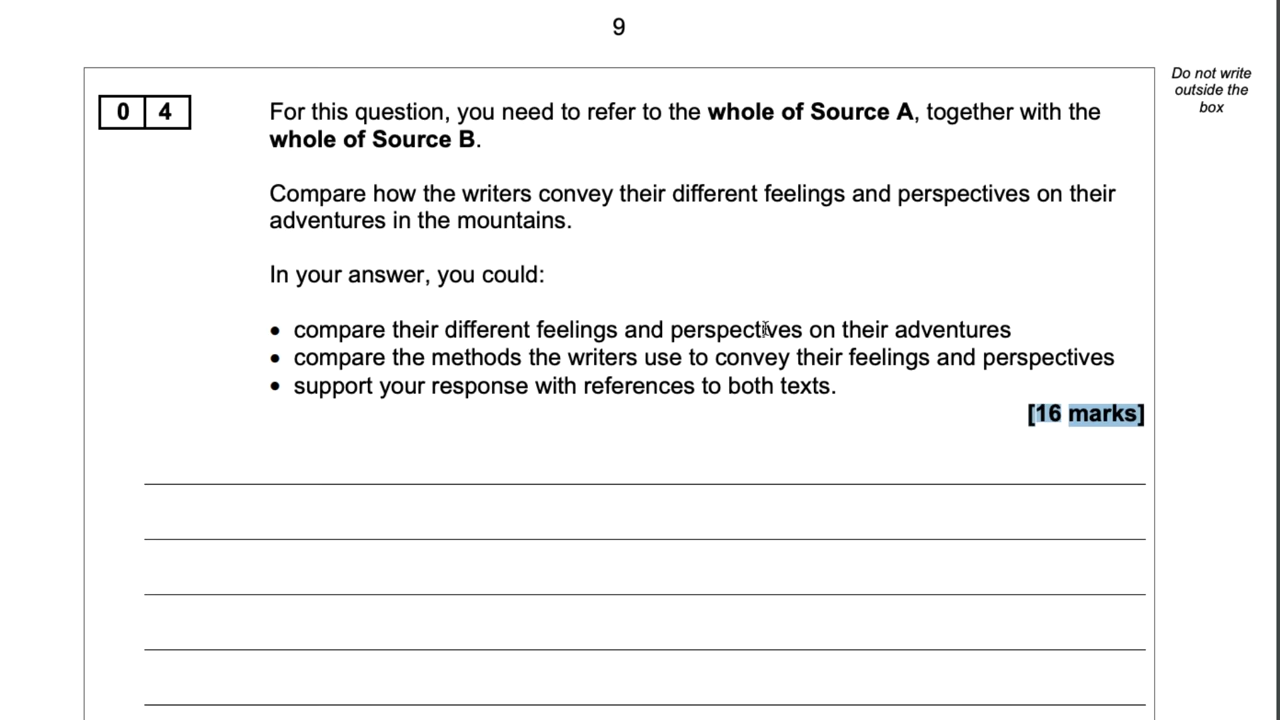 9
Do not write
outside the
box
0 4
For this question, you need to refer to the whole of Source A, together with the
whole of Source B.
Compare how the writers convey their different feelings and perspectives on their
adventures in the mountains.
In your answer, you could:
• compare their different feelings and perspectives on their adventures
• compare the methods the writers use to convey their feelings and perspectives
• support your response with references to both texts.
[16 marks]